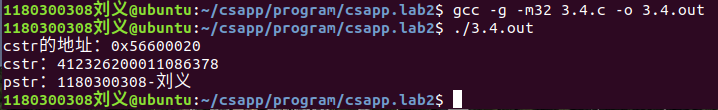 1180300308刘义@ubuntu:~/csapp/program/csapp.lab2$ gcc -g -m32 3.4.c -o 3.4.out
1180300308刘义@ubuntu:~/csapp/program/csapp.lab2$ ./3.4.out
cstr的地址：0x56600020
cstr：412326200011086378
pstr：1180300308-刘义
1180300308刘义@ubuntu:~/csapp/program/csapp.lab2$